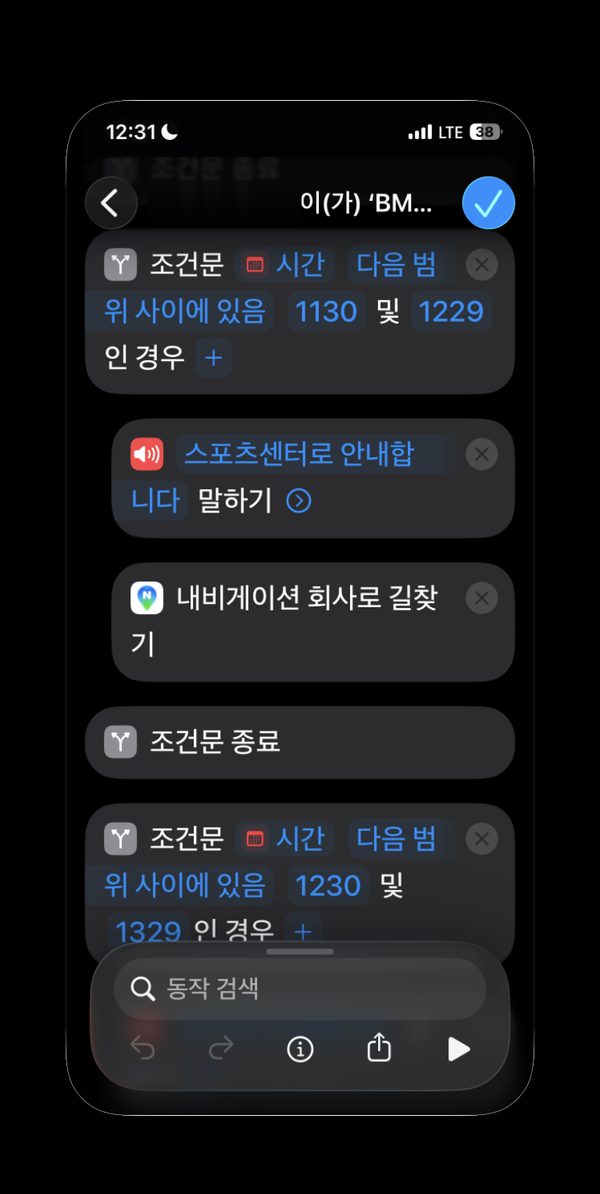 12:31 LTE 38
조건문 종료
이(가) ‘BM...
조건문 시간 다음 범
위 사이에 있음 1130 및 1229
인 경우 +
스포츠센터로 안내합
니다 말하기
N 내비게이션 회사로 길찾
기
조건문 종료
조건문 시간 다음 범
위 사이에 있음 1230 및
1329 인 경우 +
동작 검색